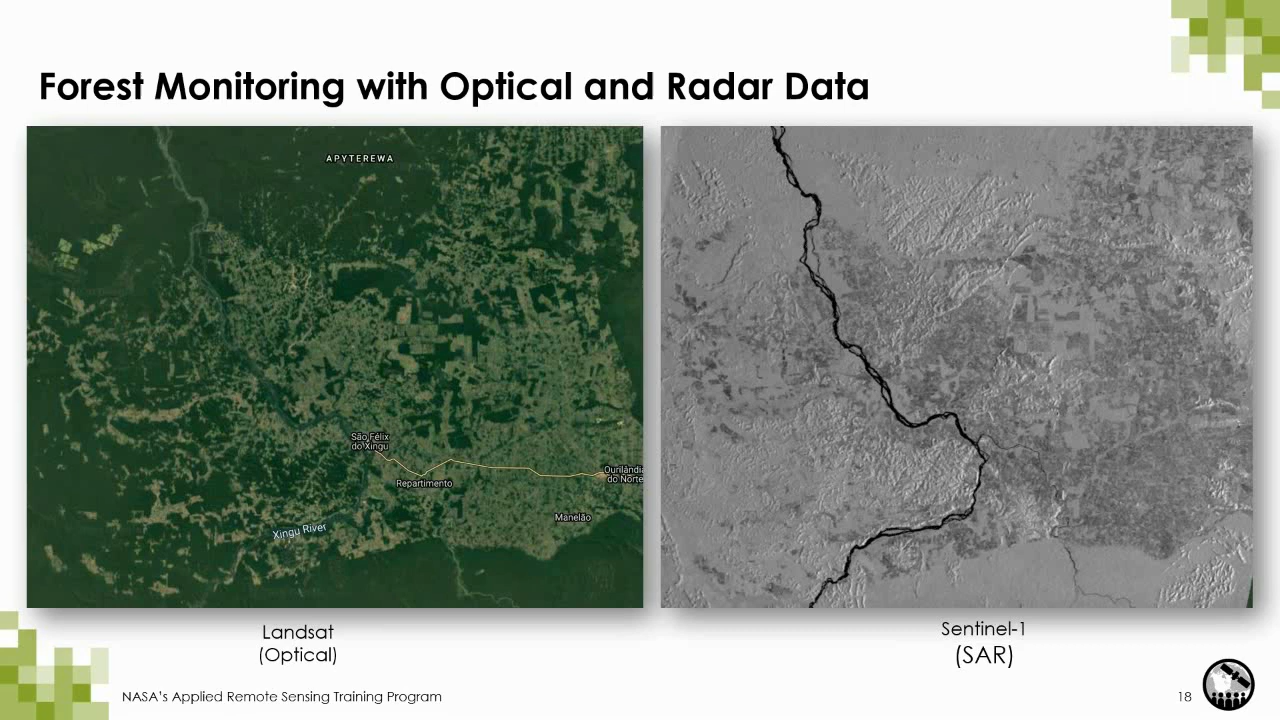 Forest Monitoring with Optical and Radar Data
APYTEREWA
São Félix
do Xingu
Repartimento
Ourilândia
do Norte
Manelão
Xingu River
Landsat
(Optical)
Sentinel-1
(SAR)
NASA's Applied Remote Sensing Training Program
18